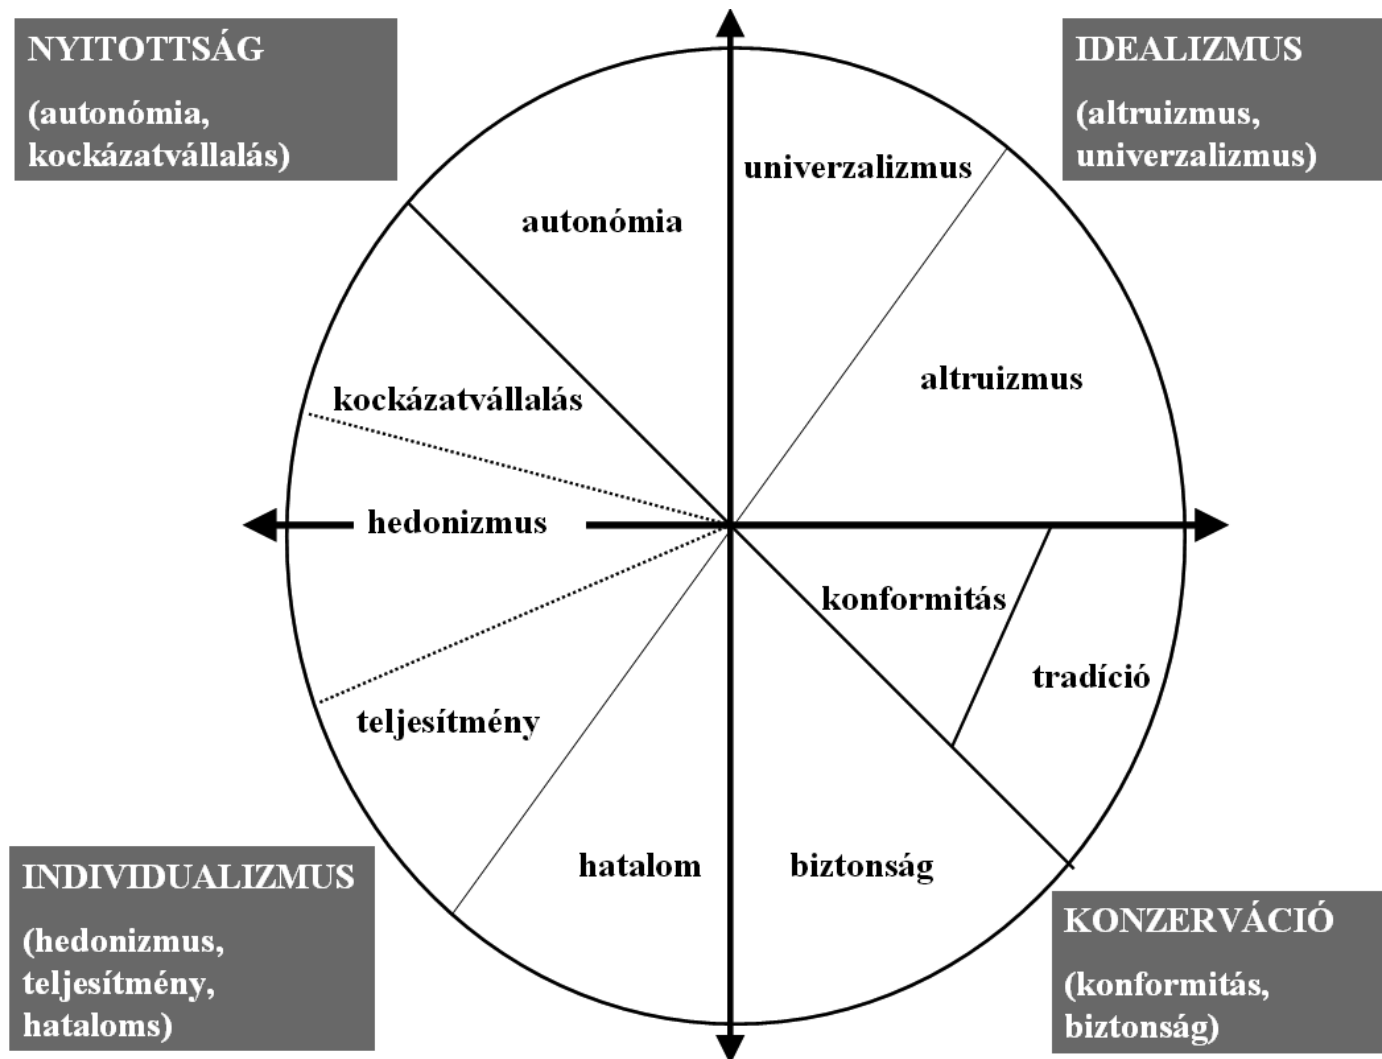 NYITOTTSÁG
(autonómia,
kockázatvállalás)
IDEALIZMUS
(altruizmus,
univerzalizmus)
univerzalizmus
autonómia
altruizmus
kockázatvállalás
hedonizmus
konformitás
tradíció
teljesítmény
hatalom
biztonság
INDIVIDUALIZMUS
(hedonizmus,
teljesítmény,
hataloms)
KONZERVÁCIÓ
(konformitás,
biztonság)